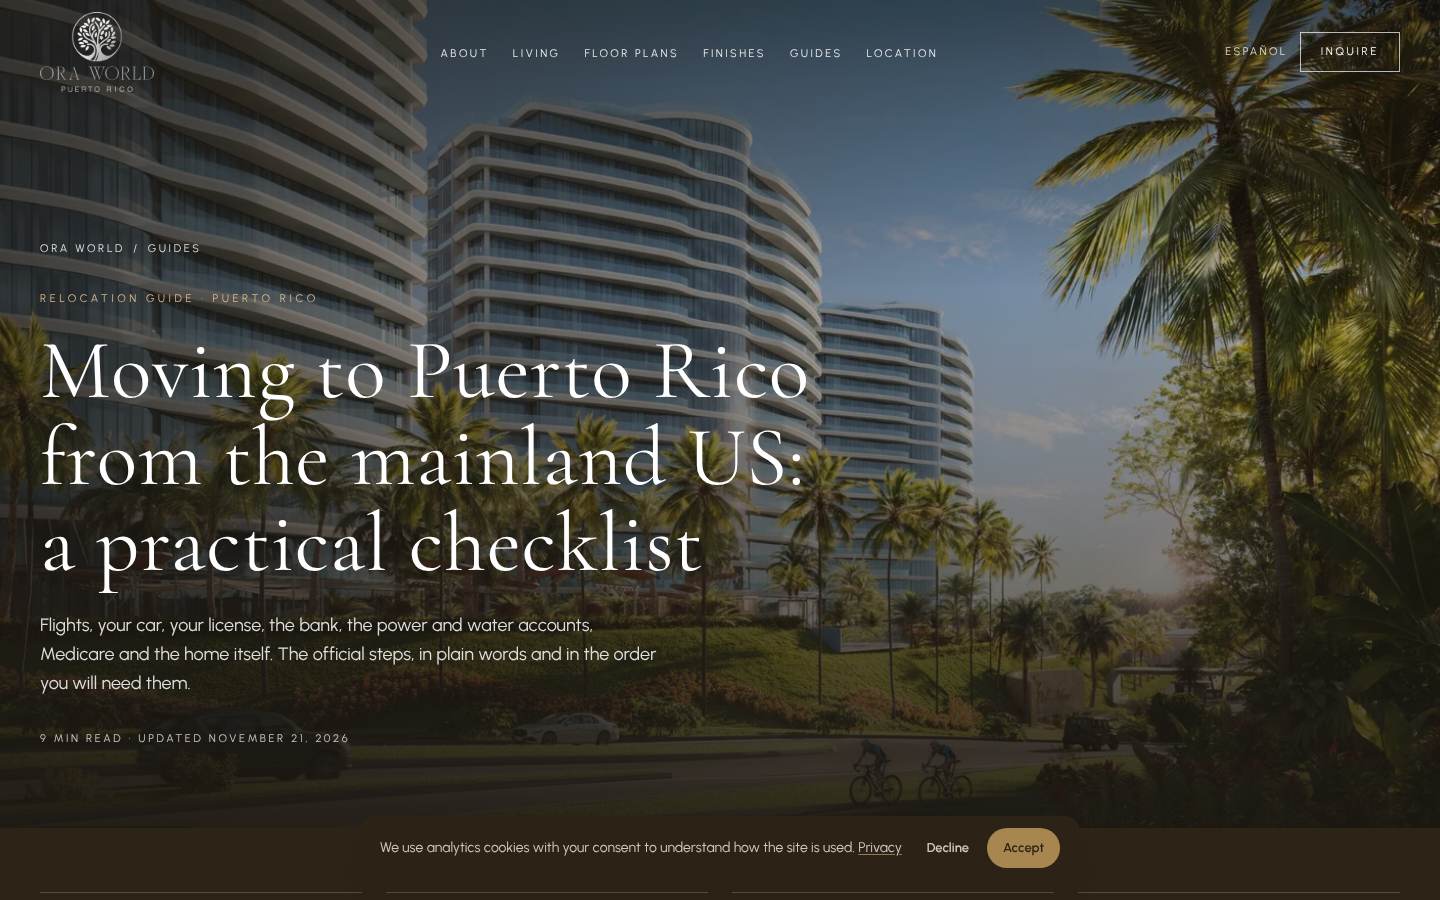 ORA WORLD
PUERTO RICO
ABOUT LIVING FLOOR PLANS FINISHES GUIDES LOCATION
ESPAÑOL INQUIRE
ORA WORLD / GUIDES
RELOCATION GUIDE · PUERTO RICO
Moving to Puerto Rico
from the mainland US:
a practical checklist
Flights, your car, your license, the bank, the power and water accounts,
Medicare and the home itself. The official steps, in plain words and in the order
you will need them.
9 MIN READ · UPDATED NOVEMBER 21, 2026
We use analytics cookies with your consent to understand how the site is used. Privacy Decline Accept